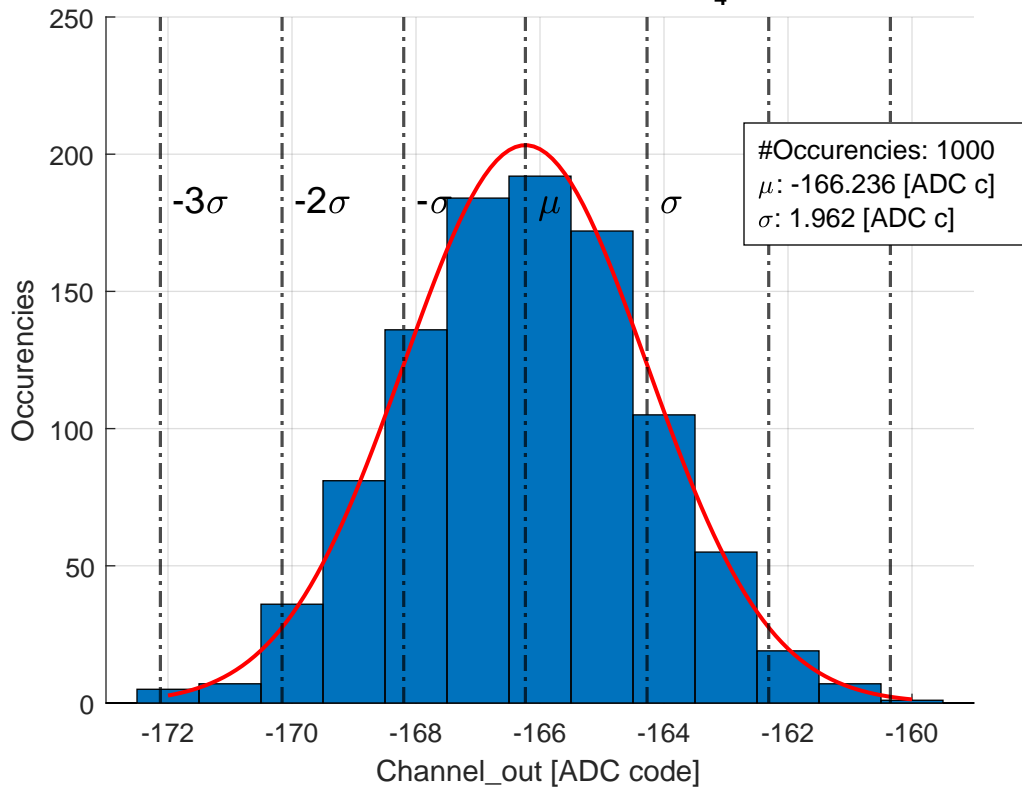 4
250
200
150
100
50
0
Occurencies
-3σ -2σ -σ μ σ
#Occurencies: 1000
μ: -166.236 [ADC c]
σ: 1.962 [ADC c]
-172 -170 -168 -166 -164 -162 -160
Channel_out [ADC code]